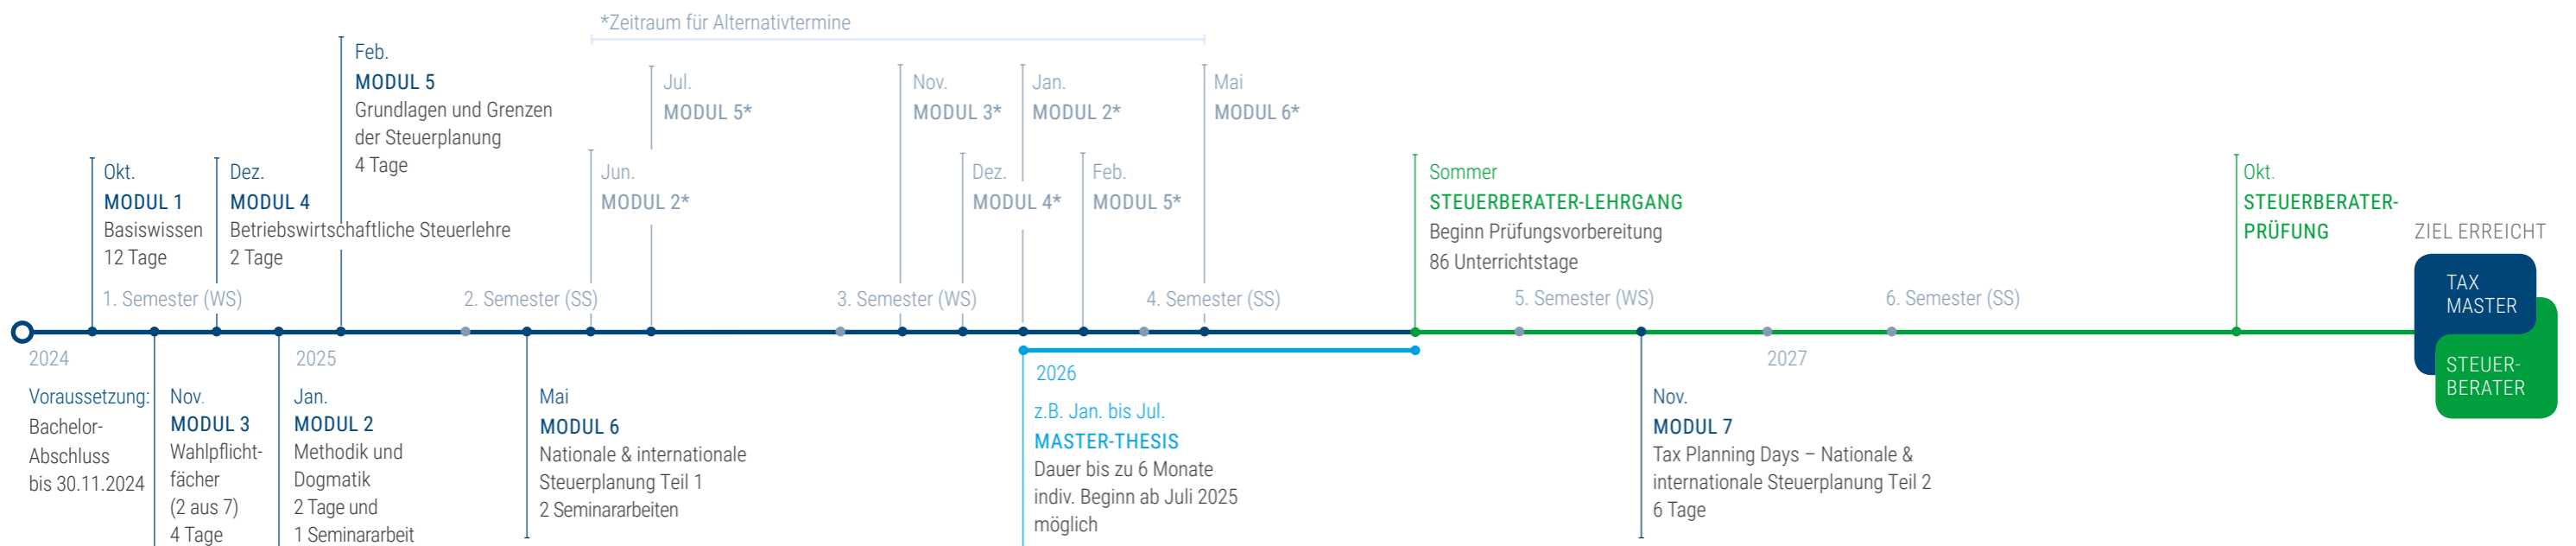 *Zeitraum für Alternativtermine
Feb.
MODUL 5
Grundlagen und Grenzen
der Steuerplanung
4 Tage
Jul.
MODUL 5*
Nov.
MODUL 3*
Jan.
MODUL 2*
Mai
MODUL 6*
Okt.
MODUL 1
Basiswissen
12 Tage
Dez.
MODUL 4
Betriebswirtschaftliche Steuerlehre
2 Tage
Jun.
MODUL 2*
Dez.
MODUL 4*
Feb.
MODUL 5*
Sommer
STEUERBERATER-LEHRGANG
Beginn Prüfungsvorbereitung
86 Unterrichtstage
Okt.
STEUERBERATER-
PRÜFUNG
ZIEL ERREICHT
TAX
MASTER
STEUER-
BERATER
1. Semester (WS)
2. Semester (SS)
3. Semester (WS)
4. Semester (SS)
5. Semester (WS)
6. Semester (SS)
2024
2025
2026
2027
Voraussetzung:
Bachelor-
Abschluss
bis 30.11.2024
Nov.
MODUL 3
Wahlpflicht-
fächer
(2 aus 7)
4 Tage
Jan.
MODUL 2
Methodik und
Dogmatik
2 Tage und
1 Seminararbeit
Mai
MODUL 6
Nationale & internationale
Steuerplanung Teil 1
2 Seminararbeiten
z.B. Jan. bis Jul.
MASTER-THESIS
Dauer bis zu 6 Monate
indiv. Beginn ab Juli 2025
möglich
Nov.
MODUL 7
Tax Planning Days – Nationale &
internationale Steuerplanung Teil 2
6 Tage